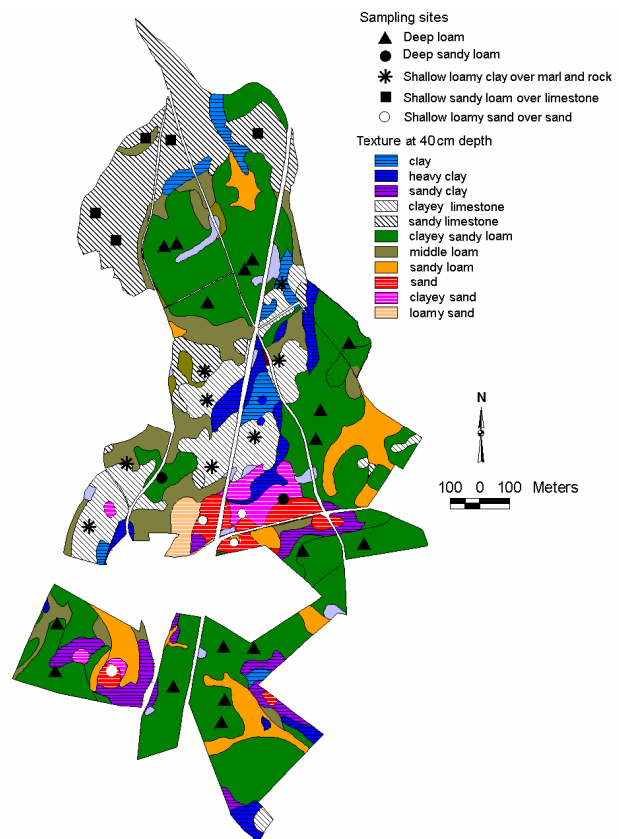 Sampling sites
Deep loam
Deep sandy loam
Shallow loamy clay over marl and rock
Shallow sandy loam over limestone
Shallow loamy sand over sand
Texture at 40cm depth
clay
heavy clay
sandy clay
clayey limestone
sandy limestone
clayey sandy loam
middle loam
sandy loam
sand
clayey sand
loamy sand
N
100 0 100 Meters